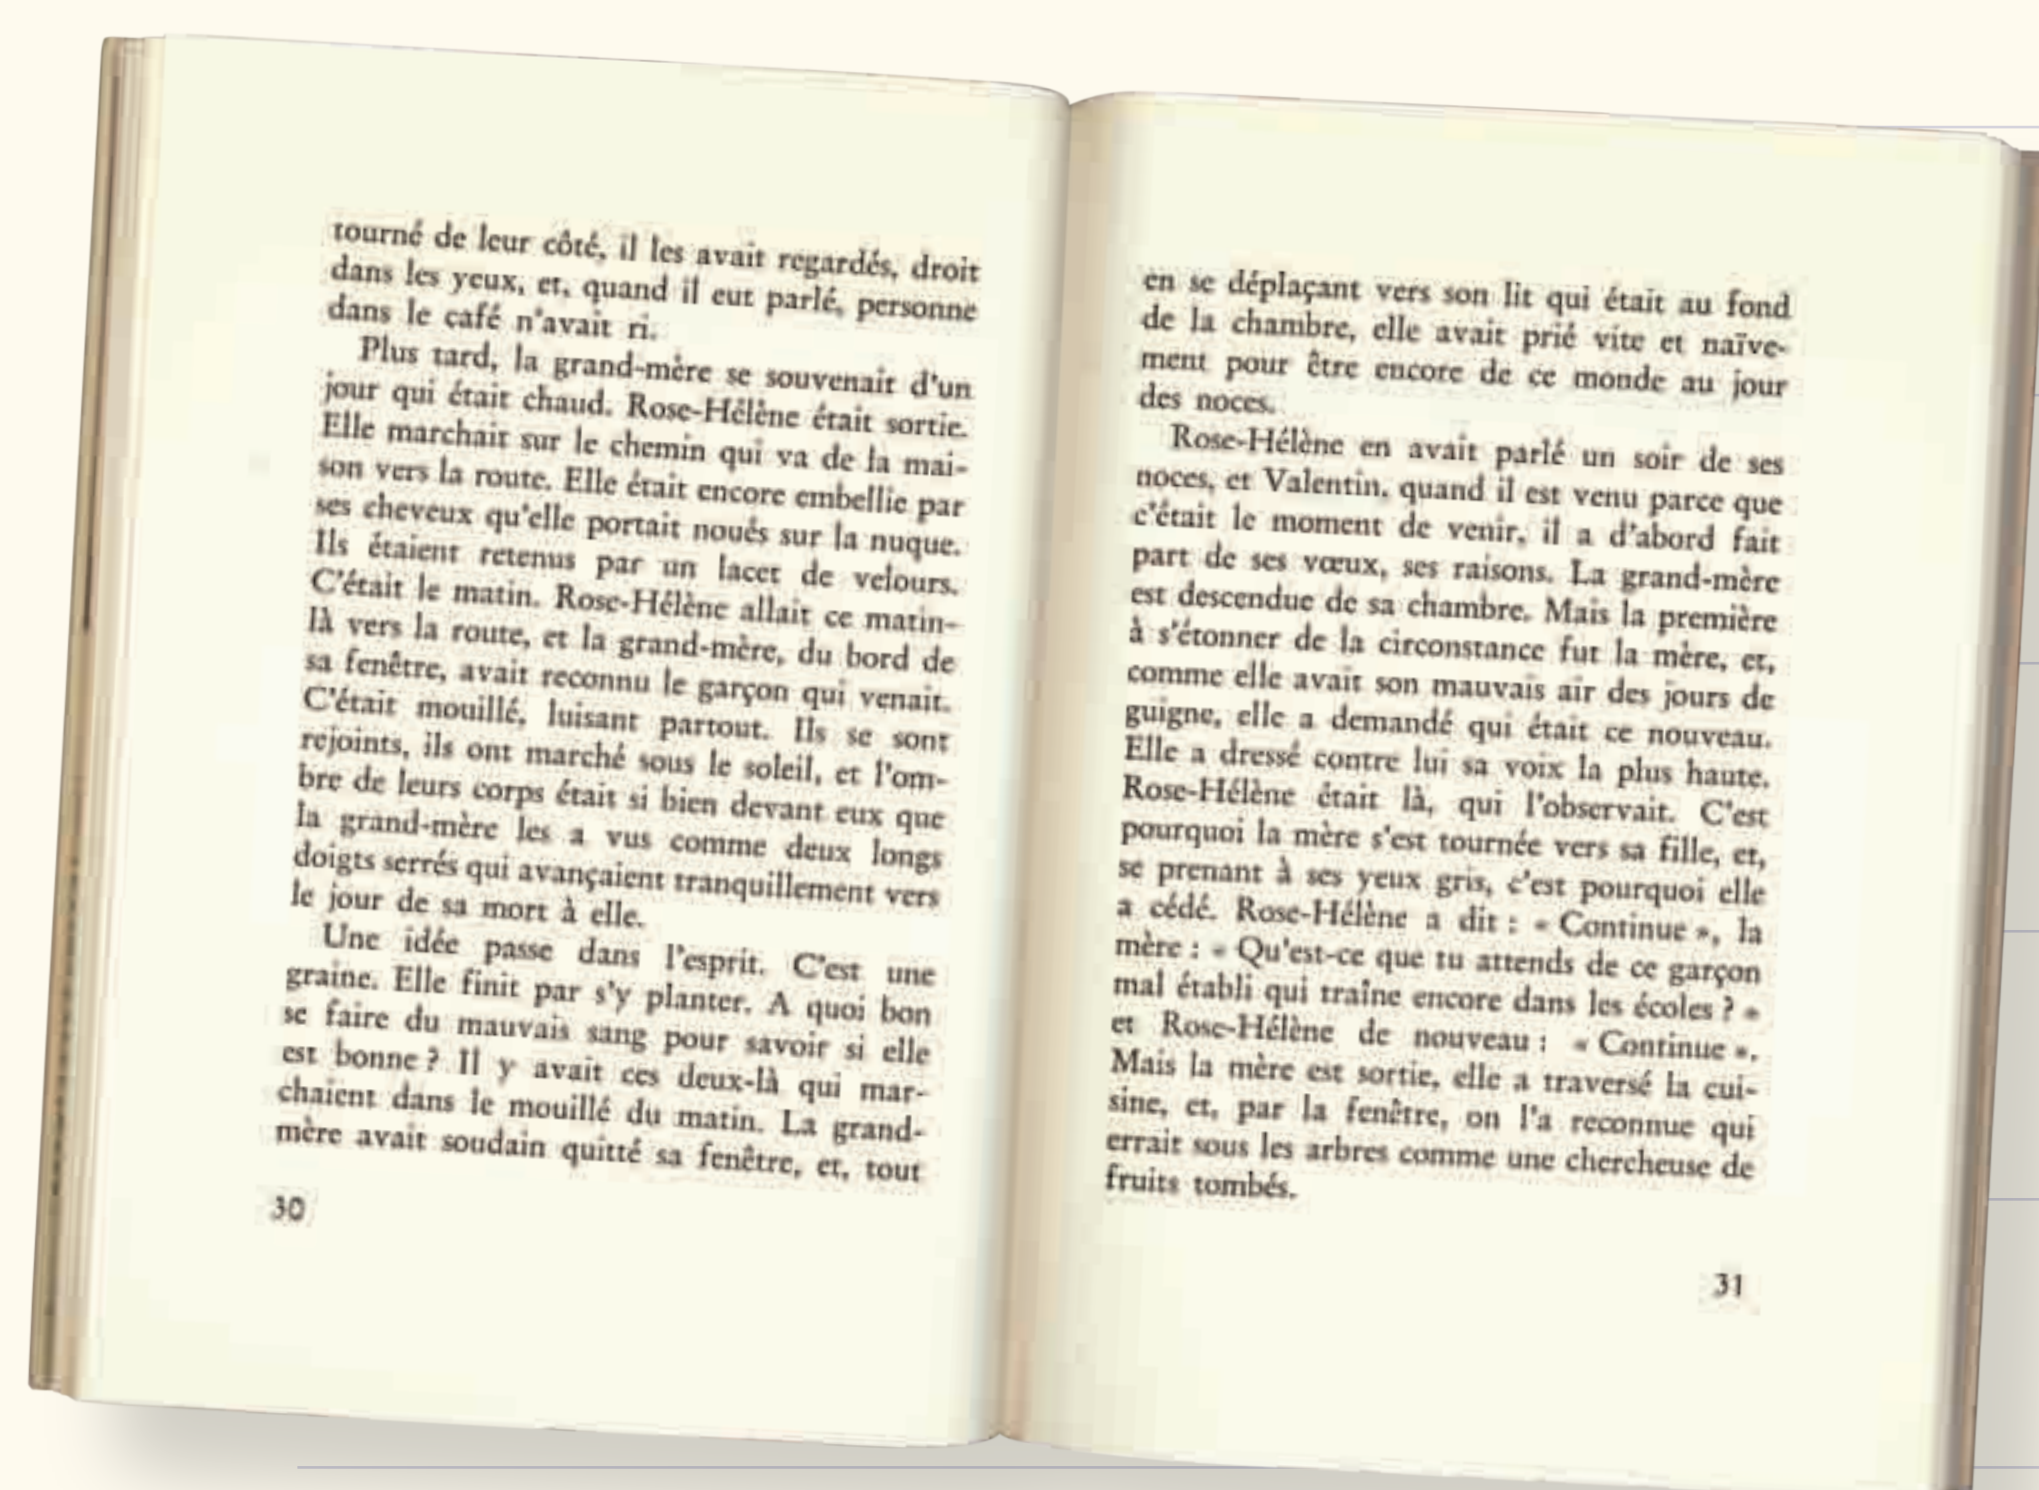 tourné de leur côté, il les avait regardés, droit
dans les yeux, et, quand il eut parlé, personne
dans le café n'avait ri.
Plus tard, la grand-mère se souvenait d'un
jour qui était chaud. Rose-Hélène était sortie.
Elle marchait sur le chemin qui va de la mai-
son vers la route. Elle était encore embellie par
ses cheveux qu'elle portait noués sur la nuque.
Ils étaient retenus par un lacet de velours.
C'était le matin. Rose-Hélène allait ce matin-
là vers la route, et la grand-mère, du bord de
sa fenêtre, avait reconnu le garçon qui venait.
C'était mouillé, luisant partout. Ils se sont
rejoints, ils ont marché sous le soleil, et l'om-
bre de leurs corps était si bien devant eux que
la grand-mère les a vus comme deux longs
doigts serrés qui avançaient tranquillement vers
le jour de sa mort à elle.
Une idée passe dans l'esprit. C'est une
graine. Elle finit par s'y planter. A quoi bon
se faire du mauvais sang pour savoir si elle
est bonne ? Il y avait ces deux-là qui mar-
chaient dans le mouillé du matin. La grand-
mère avait soudain quitté sa fenêtre, et, tout
30
en se déplaçant vers son lit qui était au fond
de la chambre, elle avait prié vite et naïve-
ment pour être encore de ce monde au jour
des noces.
Rose-Hélène en avait parlé un soir de ses
noces, et Valentin, quand il est venu parce que
c'était le moment de venir, il a d'abord fait
part de ses vœux, ses raisons. La grand-mère
est descendue de sa chambre. Mais la première
à s'étonner de la circonstance fut la mère, et,
comme elle avait son mauvais air des jours de
guigne, elle a demandé qui était ce nouveau.
Elle a dressé contre lui sa voix la plus haute.
Rose-Hélène était là, qui l'observait. C'est
pourquoi la mère s'est tournée vers sa fille, et,
se prenant à ses yeux gris, c'est pourquoi elle
a cédé. Rose-Hélène a dit : « Continue », la
mère : « Qu'est-ce que tu attends de ce garçon
mal établi qui traîne encore dans les écoles ? »
et Rose-Hélène de nouveau : « Continue ».
Mais la mère est sortie, elle a traversé la cui-
sine, et, par la fenêtre, on l'a reconnue qui
errait sous les arbres comme une chercheuse de
fruits tombés.
31